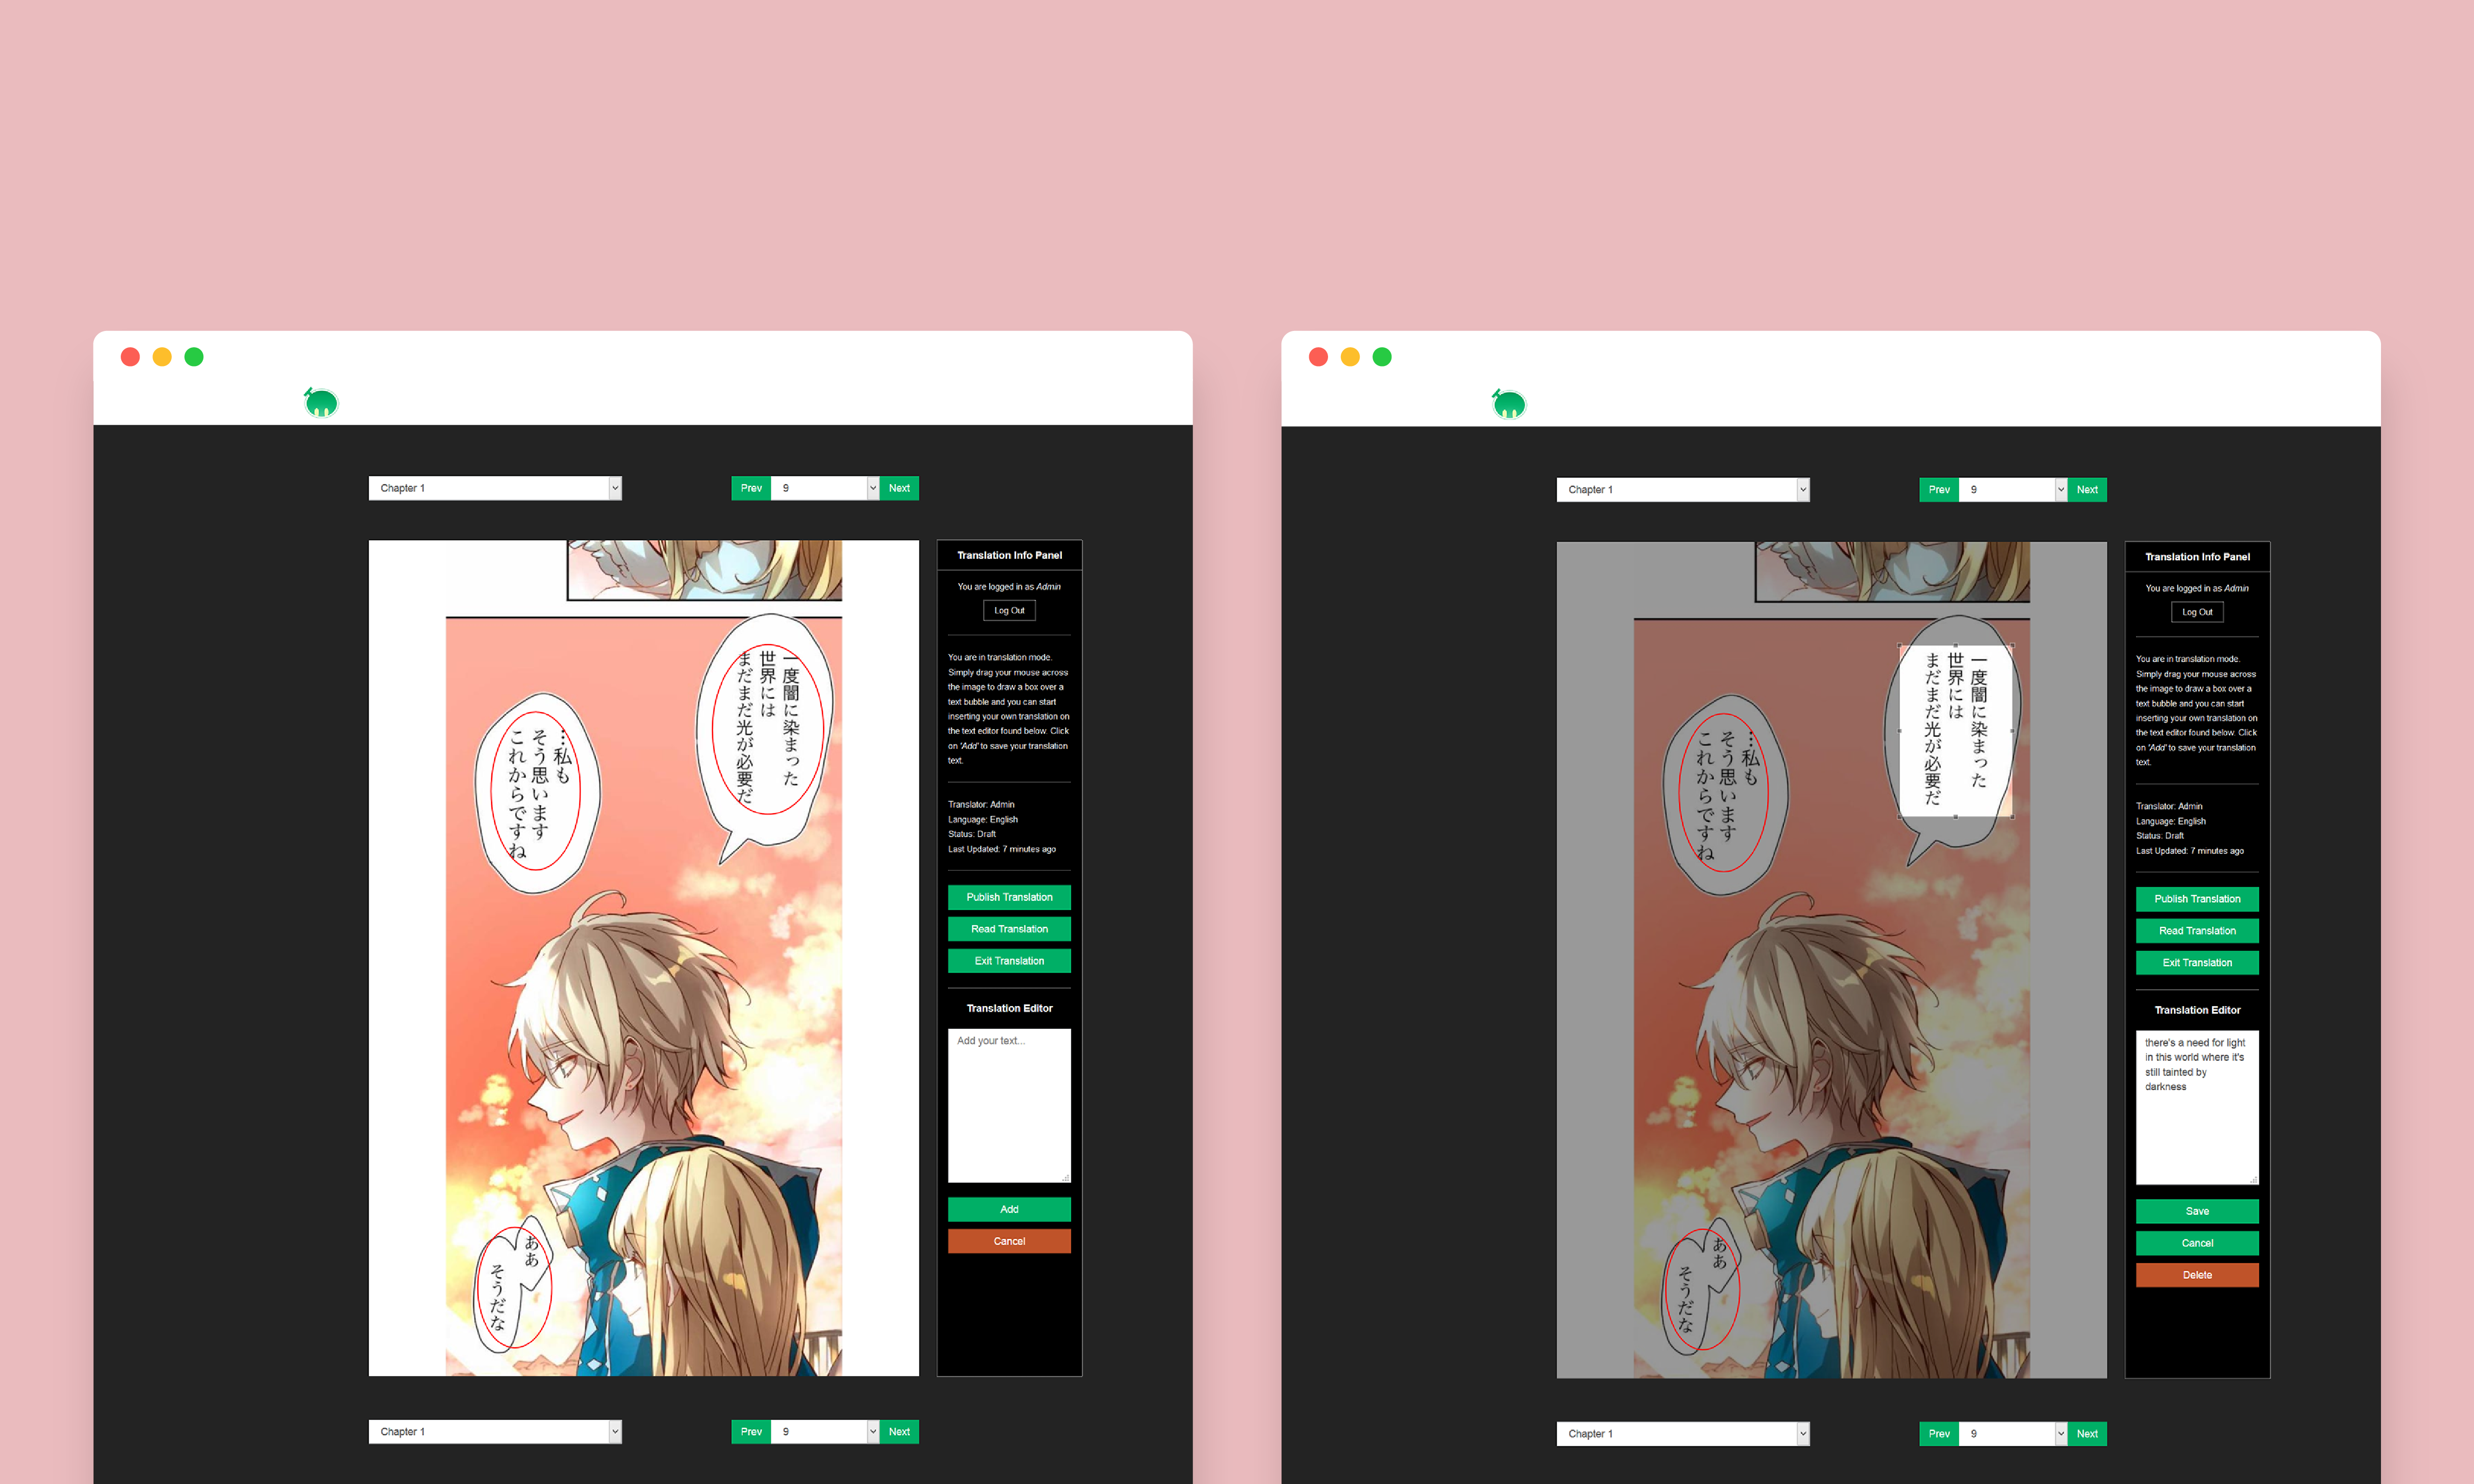 Chapter 1
Prev
9
Next
一度闇に染まった
世界には
まだまだ光が必要だ
…私も
そう思います
これからですすね
ああ
そうだな
Translation Info Panel
You are logged in as Admin
Log Out
You are in translation mode.
Simply drag your mouse across
the image to draw a box over a
text bubble and you can start
inserting your own translation on
the text editor found below. Click
on 'Add' to save your translation
text.
Translator: Admin
Language: English
Status: Draft
Last Updated: 7 minutes ago
Publish Translation
Read Translation
Exit Translation
Translation Editor
Add your text...
Add
Cancel
Chapter 1
Prev
9
Next
Chapter 1
Prev
9
Next
一度闇に染まった
世界には
まだまだ光が必要だ
…私も
そう思います
これからですね
ああ
そうだな
Translation Info Panel
You are logged in as Admin
Log Out
You are in translation mode.
Simply drag your mouse across
the image to draw a box over a
text bubble and you can start
inserting your own translation on
the text editor found below. Click
on 'Add' to save your translation
text.
Translator: Admin
Language: English
Status: Draft
Last Updated: 7 minutes ago
Publish Translation
Read Translation
Exit Translation
Translation Editor
there's a need for light
in this world where it's
still tainted by
darkness
Save
Cancel
Delete
Chapter 1
Prev
9
Next